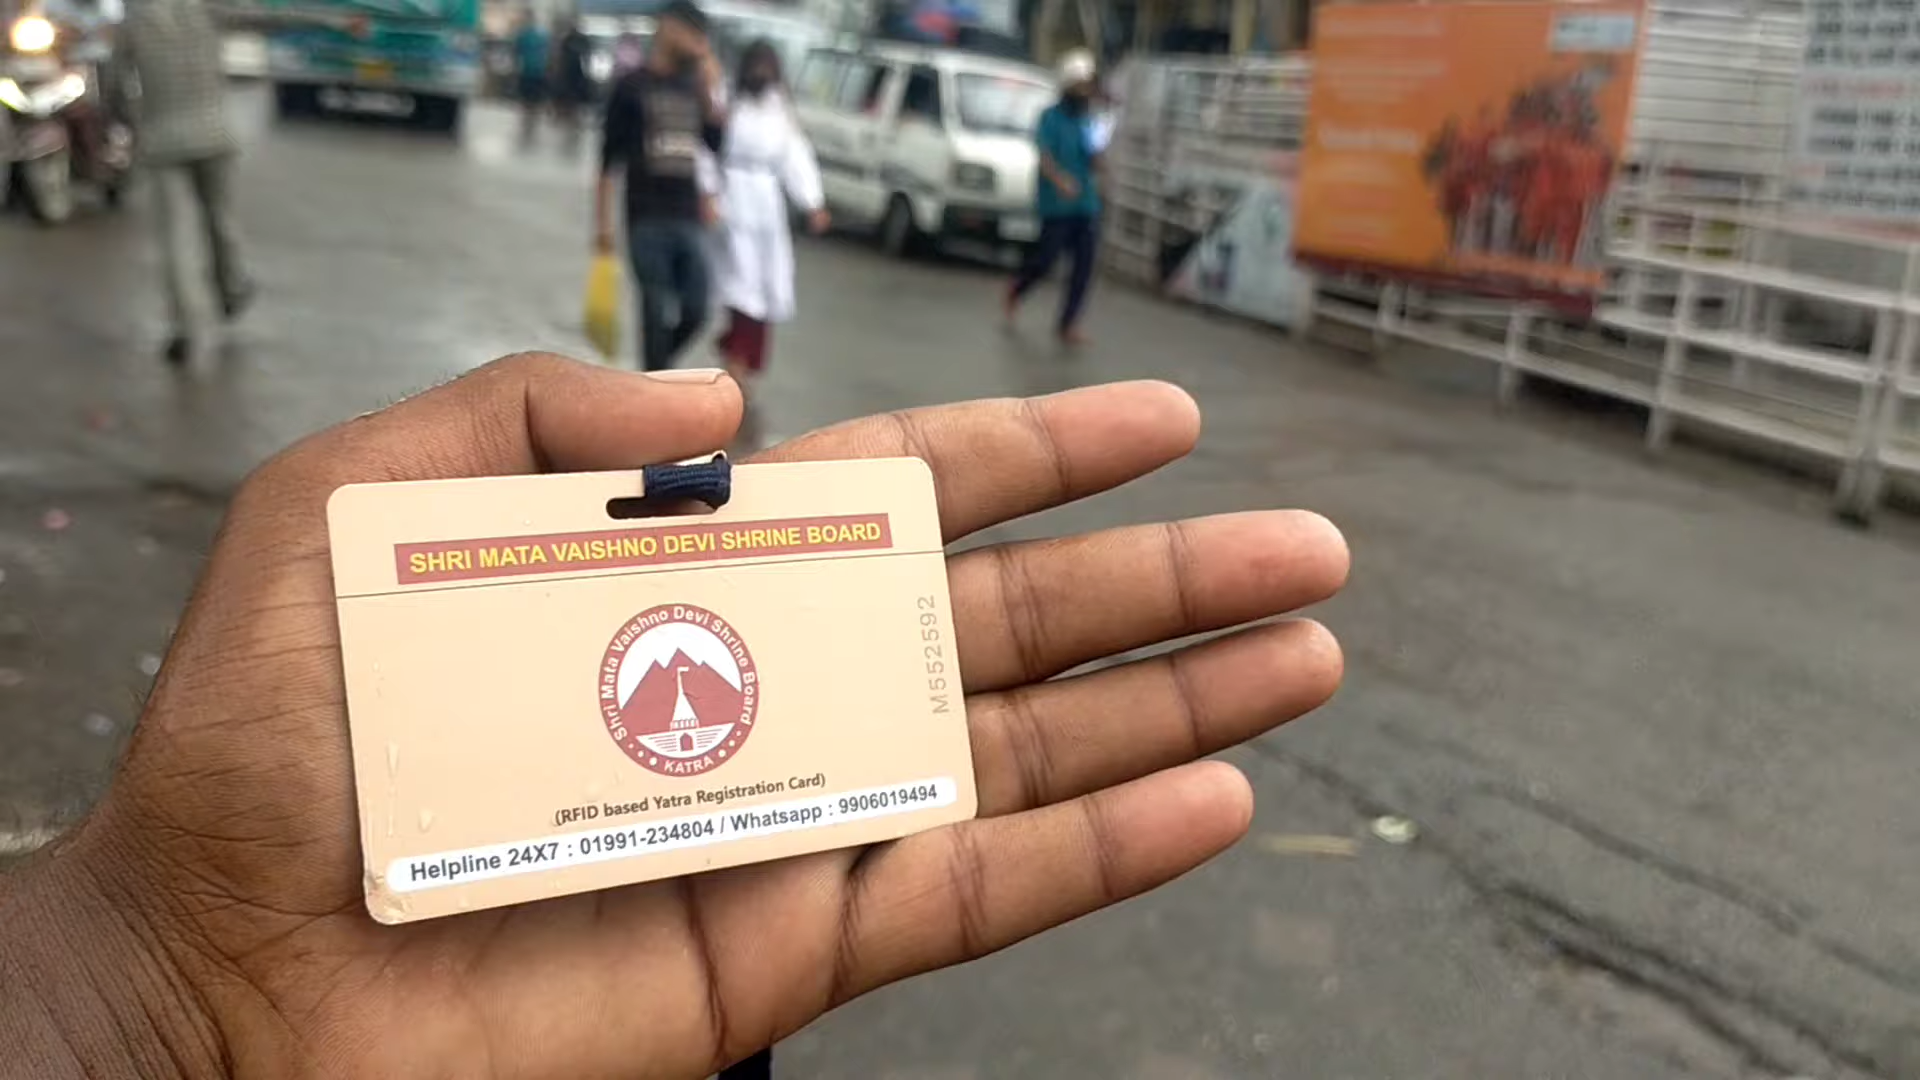 SHRI MATA VAISHNO DEVI SHRINE BOARD
Shri Mata Vaishno Devi Shrine Board
KATRA
M552592
(RFID based Yatra Registration Card)
Helpline 24X7 : 01991-234804 / Whatsapp : 9906019494